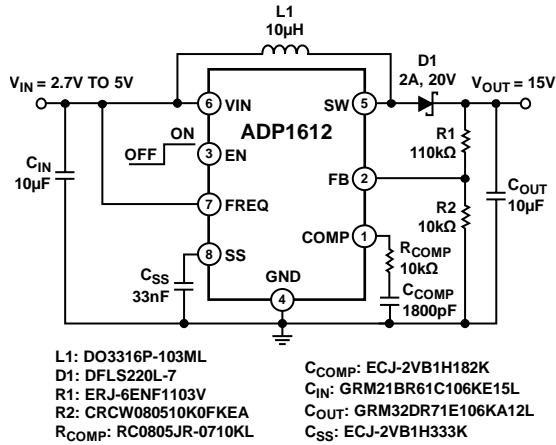 L1
10µH
D1
2A, 20V
VIN = 2.7V TO 5V
VOUT = 15V
6 VIN
SW 5
ADP1612
R1
110kΩ
ON
OFF
3 EN
CIN
10µF
FB 2
COUT
10µF
R2
10kΩ
7 FREQ
COMP 1
RCOMP
10kΩ
8 SS
CSS
33nF
GND
4
CCOMP
1800pF
L1: DO3316P-103ML
D1: DFLS220L-7
R1: ERJ-6ENF1103V
R2: CRCW080510K0FKEA
RCOMP: RC0805JR-0710KL
CCOMP: ECJ-2VB1H182K
CIN: GRM21BR61C106KE15L
COUT: GRM32DR71E106KA12L
CSS: ECJ-2VB1H333K